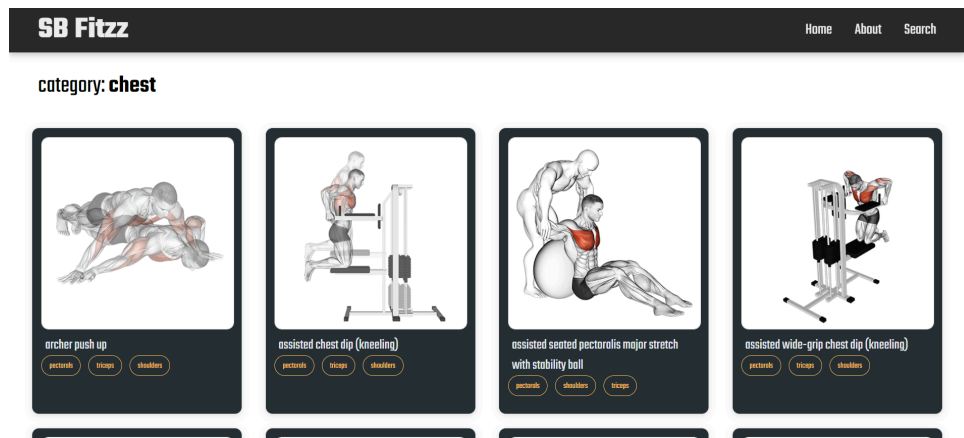 SB Fitzz
Home About Search
category: chest
archer push up
pectorals triceps shoulders
assisted chest dip (kneeling)
pectorals triceps shoulders
assisted seated pectoralis major stretch
with stability ball
pectorals shoulders triceps
assisted wide-grip chest dip (kneeling)
pectorals triceps shoulders